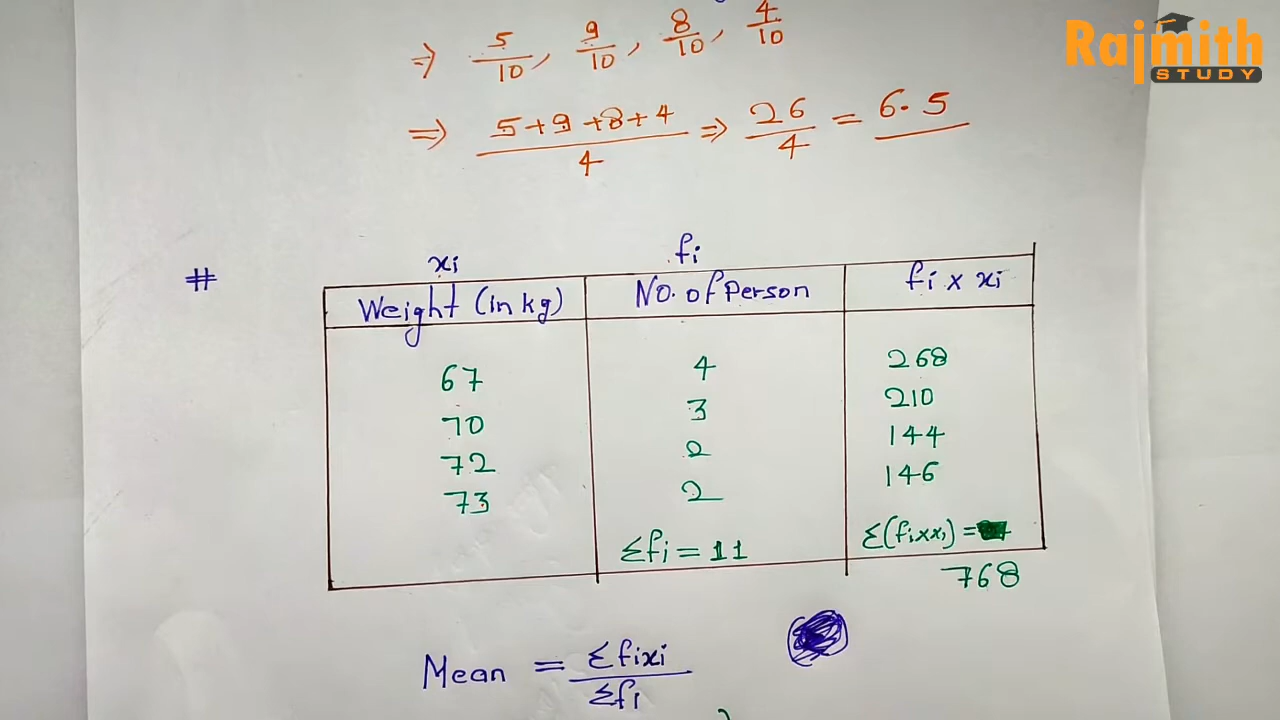 ⇒ 5/10, 9/10, 8/10, 4/10
Rajmith
STUDY
⇒ 5+9+8+4/4 ⇒ 26/4 = 6.5
#
xi fi
Weight (in kg) No. of Person fi x xi
67 4 268
70 3 210
72 2 144
73 2 146
Σfi = 11 Σ(fixxi) =
768
Mean = Σfixi/Σfi